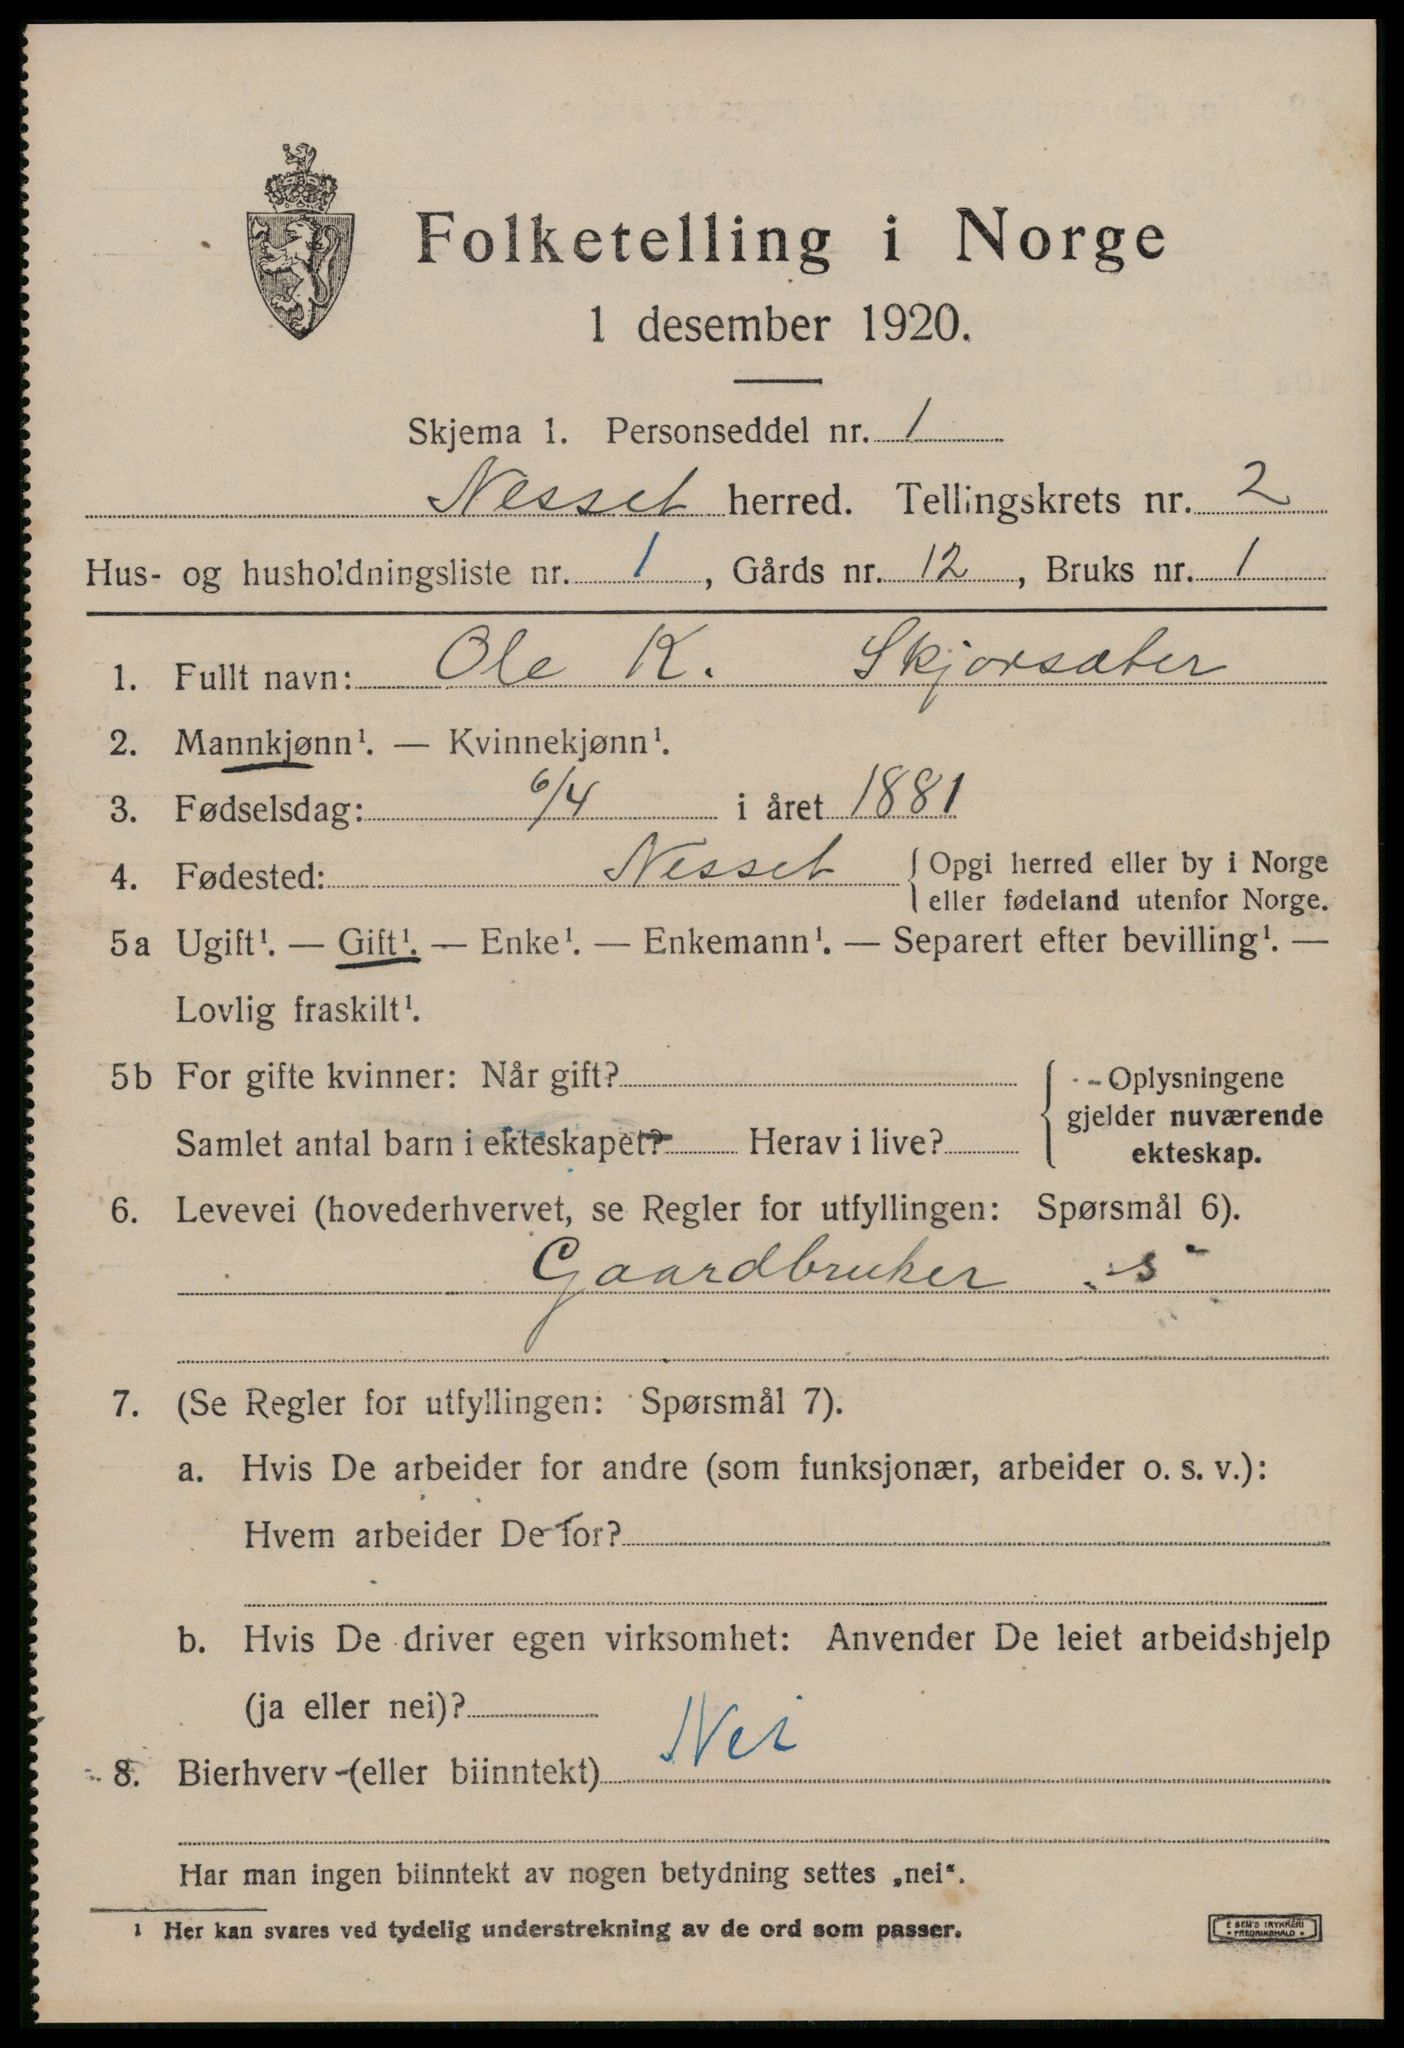 Folketelling i Norge
1 desember 1920.
Skjema 1. Personseddel nr. 1
Nesset herred. Tellingskrets nr. 2
Hus- og husholdningsliste nr. 1, Gårds nr. 12, Bruks nr. 1
1. Fullt navn: Ole K. Skjorsæter
2. Mannkjønn¹. — Kvinnekjønn¹.
3. Fødselsdag: 6/4 i året 1881
4. Fødested: Nesset { Opgi herred eller by i Norge
eller fødeland utenfor Norge.
5a Ugift¹. — Gift¹. — Enke¹. — Enkemann¹. — Separert efter bevilling¹. —
Lovlig fraskilt¹.
5b For gifte kvinner: Når gift? { Oplysningene
gjelder nuværende
Samlet antal barn i ekteskapet? Herav i live?
ekteskap.
6. Levevei (hovederhvervet, se Regler for utfyllingen: Spørsmål 6).
Gaardbruker s
7. (Se Regler for utfyllingen: Spørsmål 7).
a. Hvis De arbeider for andre (som funksjonær, arbeider o. s. v.):
Hvem arbeider De for?
b. Hvis De driver egen virksomhet: Anvender De leiet arbeidshjelp
(ja eller nei)?
8. Bierhverv (eller biinntekt) Nei
Har man ingen biinntekt av nogen betydning settes „nei“.
1 Her kan svares ved tydelig understrekning av de ord som passer.
E SEM'S TRYKKERI
* FREDRIKSHALD *